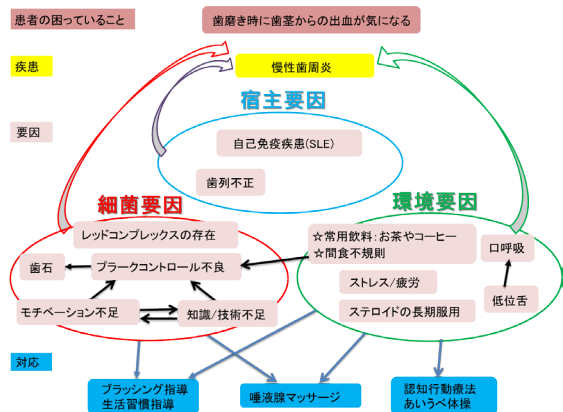 患者の困っていること
歯磨き時に歯茎からの出血が気になる
疾患
慢性歯周炎
宿主要因
要因
自己免疫疾患(SLE)
歯列不正
細菌要因
環境要因
レッドコンプレックスの存在
☆常用飲料:お茶やコーヒー
☆間食不規則
口呼吸
歯石
プラークコントロール不良
ストレス/疲労
低位舌
モチベーション不足
知識/技術不足
ステロイドの長期服用
対応
ブラッシング指導
生活習慣指導
唾液腺マッサージ
認知行動療法
あいうべ体操